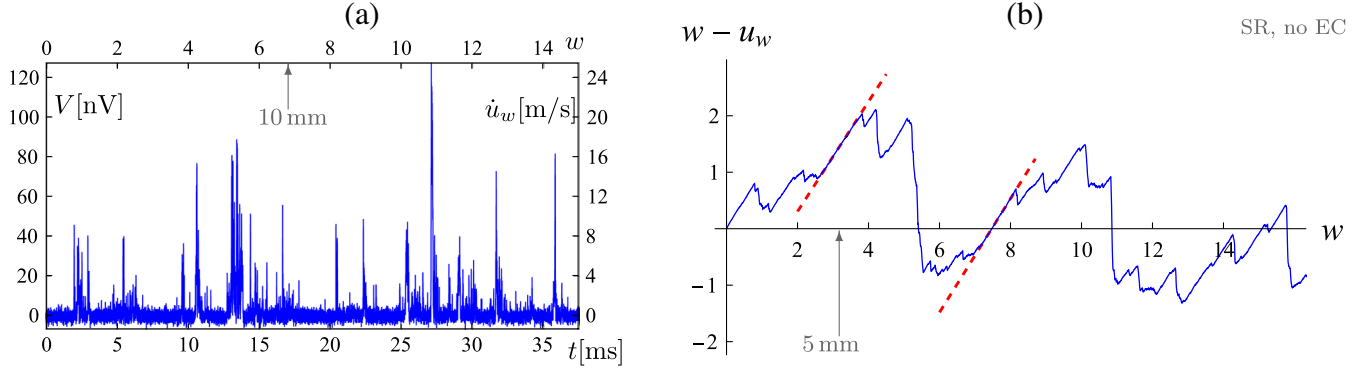 (a)
0 2 4 6 8 10 12 14 w
V[nV]
u̇_w[m/s]
10 mm
120
100
80
60
40
20
0
24
20
16
12
8
4
0
0 5 10 15 20 25 30 35 t[ms]
(b)
w − u_w
SR, no EC
2
1
-1
-2
2 4 6 8 10 12 14 w
5 mm